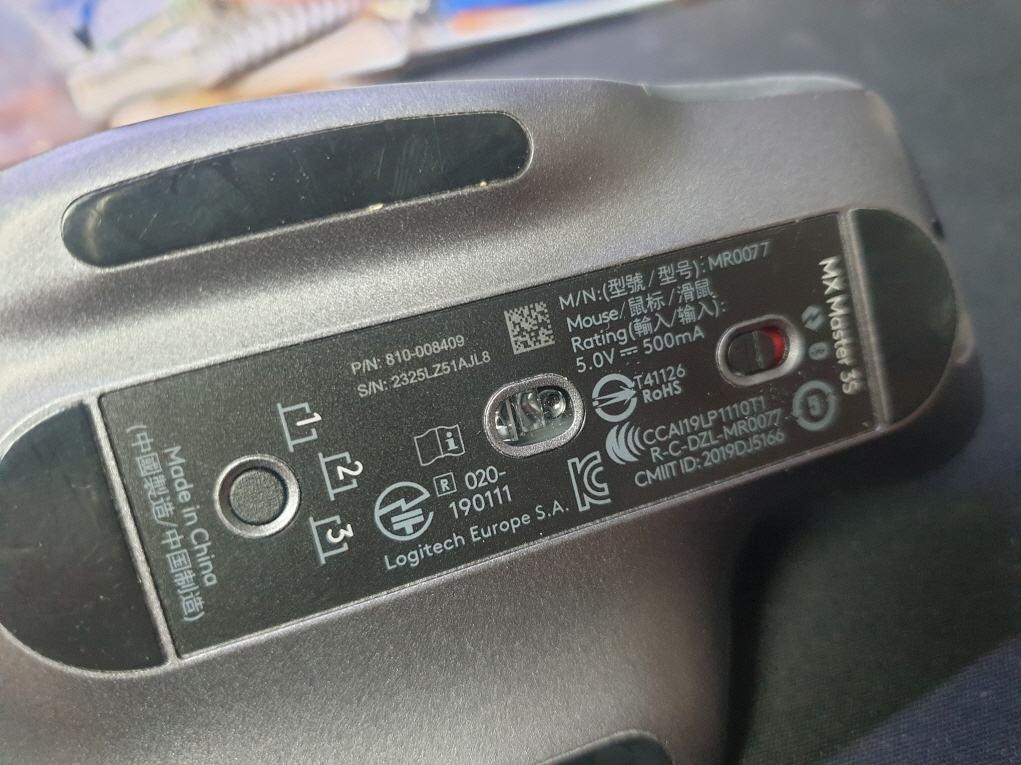 P/N: 810-008409
S/N: 2325LZ51AJL8
M/N:(型號/型号): MR0077
Mouse/鼠标/滑鼠
Rating(輸入/输入):
5.0V ⎓ 500mA
MX Master 3S
T41126
RoHS
CCAI19LP1110T1
R-C-DZL-MR0077
CMIIT ID: 2019DJ5166
1
2
3
R 020-
190111
Logitech Europe S.A.
Made in China
(中國製造/中国制造)